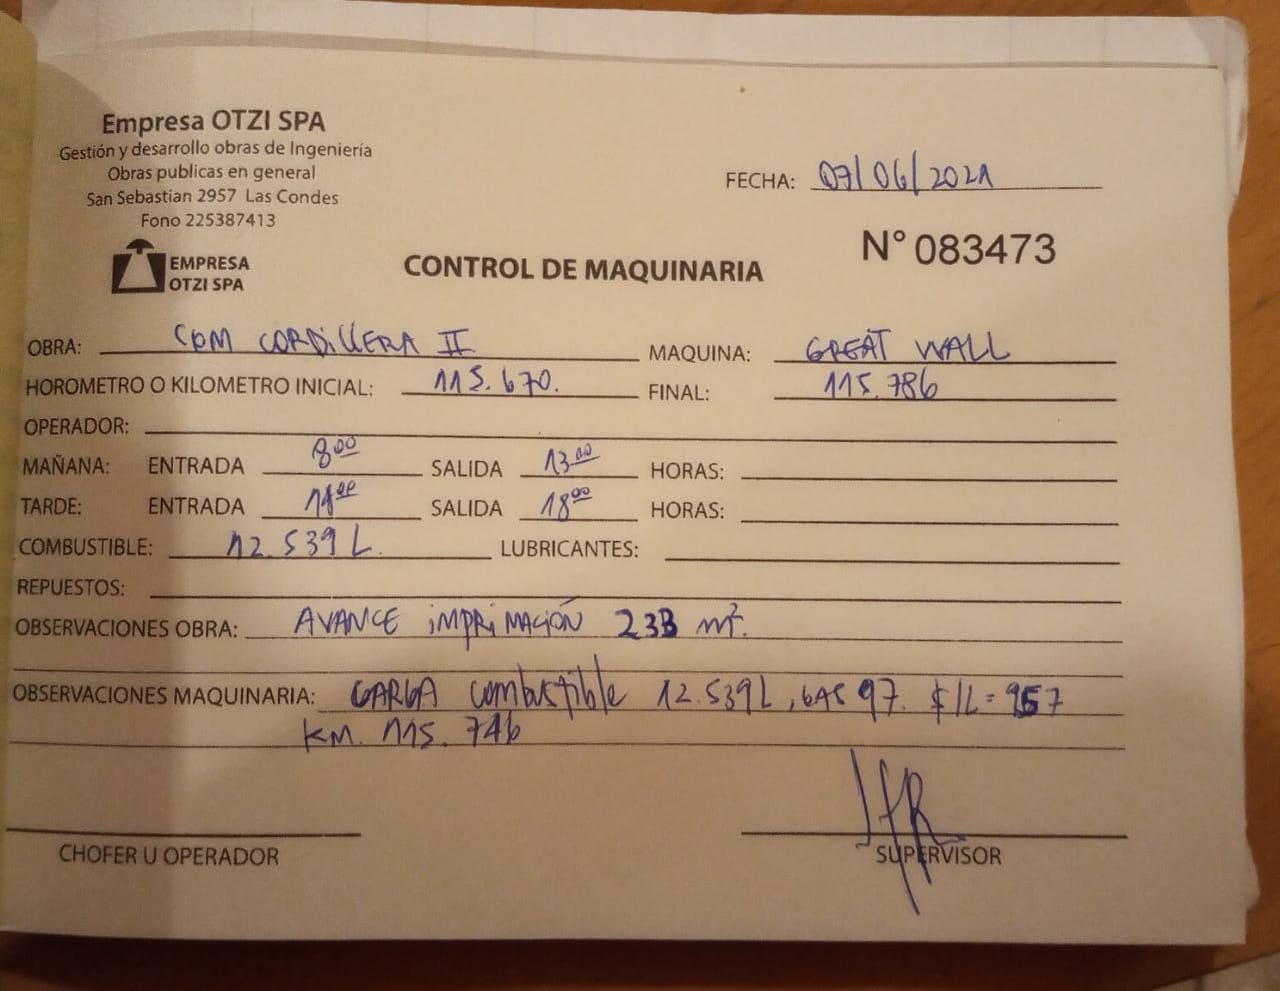 Empresa OTZI SPA
Gestión y desarrollo obras de Ingeniería
Obras publicas en general
San Sebastian 2957 Las Condes
Fono 225387413
EMPRESA
OTZI SPA
FECHA: 07/06/2021
N° 083473
CONTROL DE MAQUINARIA
OBRA: CORDILLERA II MAQUINA: GREAT WALL
HOROMETRO O KILOMETRO INICIAL: 115.670. FINAL: 115.786
OPERADOR:
MAÑANA: ENTRADA 8:00 SALIDA 13:00 HORAS:
TARDE: ENTRADA 14:00 SALIDA 18:00 HORAS:
COMBUSTIBLE: 12.539 L. LUBRICANTES:
REPUESTOS:
OBSERVACIONES OBRA: AVANCE IMPRIMACIÓN 233 m².
OBSERVACIONES MAQUINARIA: CARGA combustible 12.539 L, GAS 97. $/L=957
KM. 115.746
CHOFER U OPERADOR
SUPERVISOR